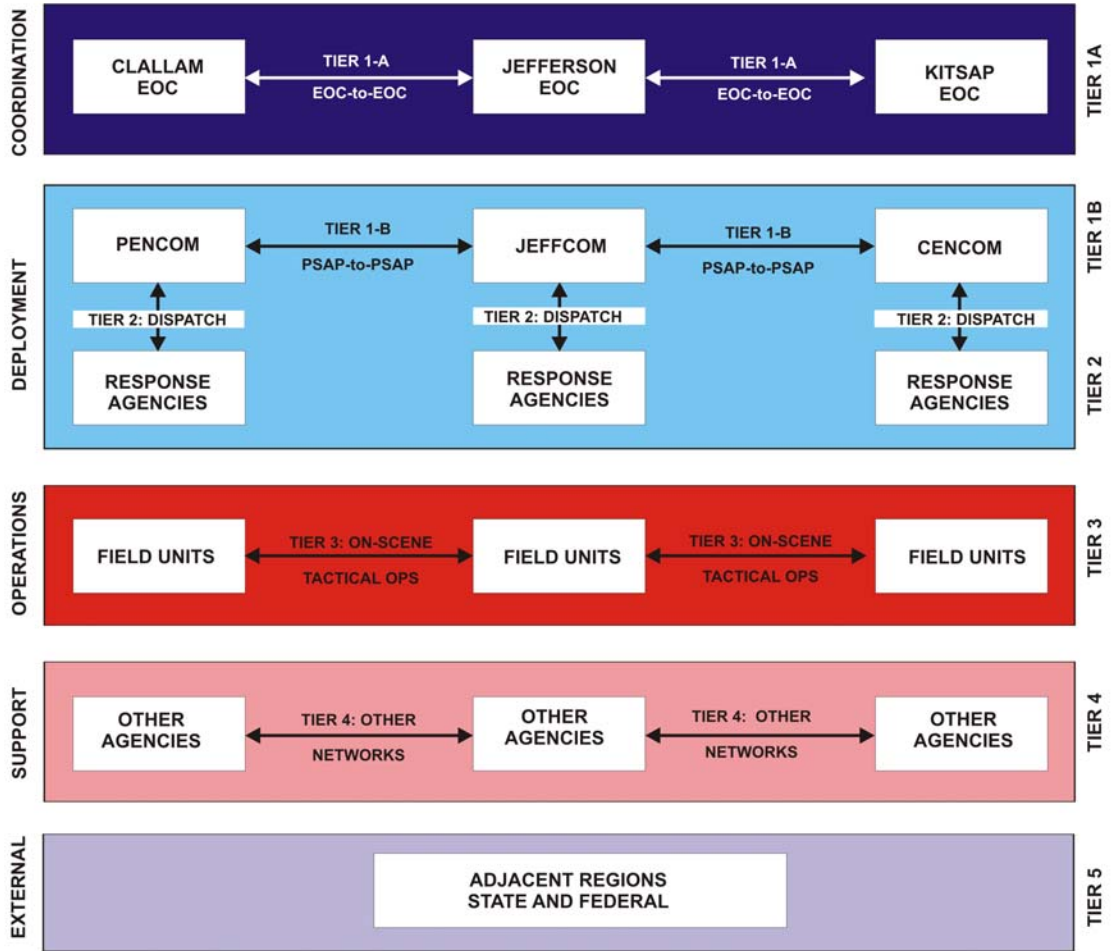 COORDINATION
CLALLAM
EOC
TIER 1-A
EOC-to-EOC
JEFFERSON
EOC
TIER 1-A
EOC-to-EOC
KITSAP
EOC
TIER 1A
DEPLOYMENT
PENCOM
TIER 1-B
PSAP-to-PSAP
JEFFCOM
TIER 1-B
PSAP-to-PSAP
CENCOM
TIER 1B
TIER 2: DISPATCH
TIER 2: DISPATCH
TIER 2: DISPATCH
RESPONSE
AGENCIES
RESPONSE
AGENCIES
RESPONSE
AGENCIES
TIER 2
OPERATIONS
FIELD UNITS
TIER 3: ON-SCENE
TACTICAL OPS
FIELD UNITS
TIER 3: ON-SCENE
TACTICAL OPS
FIELD UNITS
TIER 3
SUPPORT
OTHER
AGENCIES
TIER 4: OTHER
NETWORKS
OTHER
AGENCIES
TIER 4: OTHER
NETWORKS
OTHER
AGENCIES
TIER 4
EXTERNAL
ADJACENT REGIONS
STATE AND FEDERAL
TIER 5